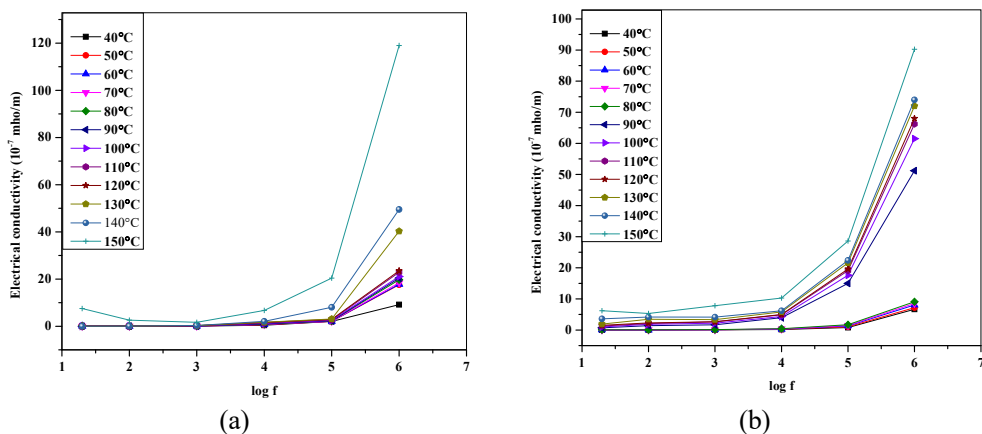 120
100
80
60
40
20
0
Electrical conductivity (10⁻⁷ mho/m)
40°C
50°C
60°C
70°C
80°C
90°C
100°C
110°C
120°C
130°C
140°C
150°C
1 2 3 4 5 6 7
log f
(a)
100
90
80
70
60
50
40
30
20
10
0
Electrical conductivity (10⁻⁷ mho/m)
40°C
50°C
60°C
70°C
80°C
90°C
100°C
110°C
120°C
130°C
140°C
150°C
1 2 3 4 5 6 7
log f
(b)